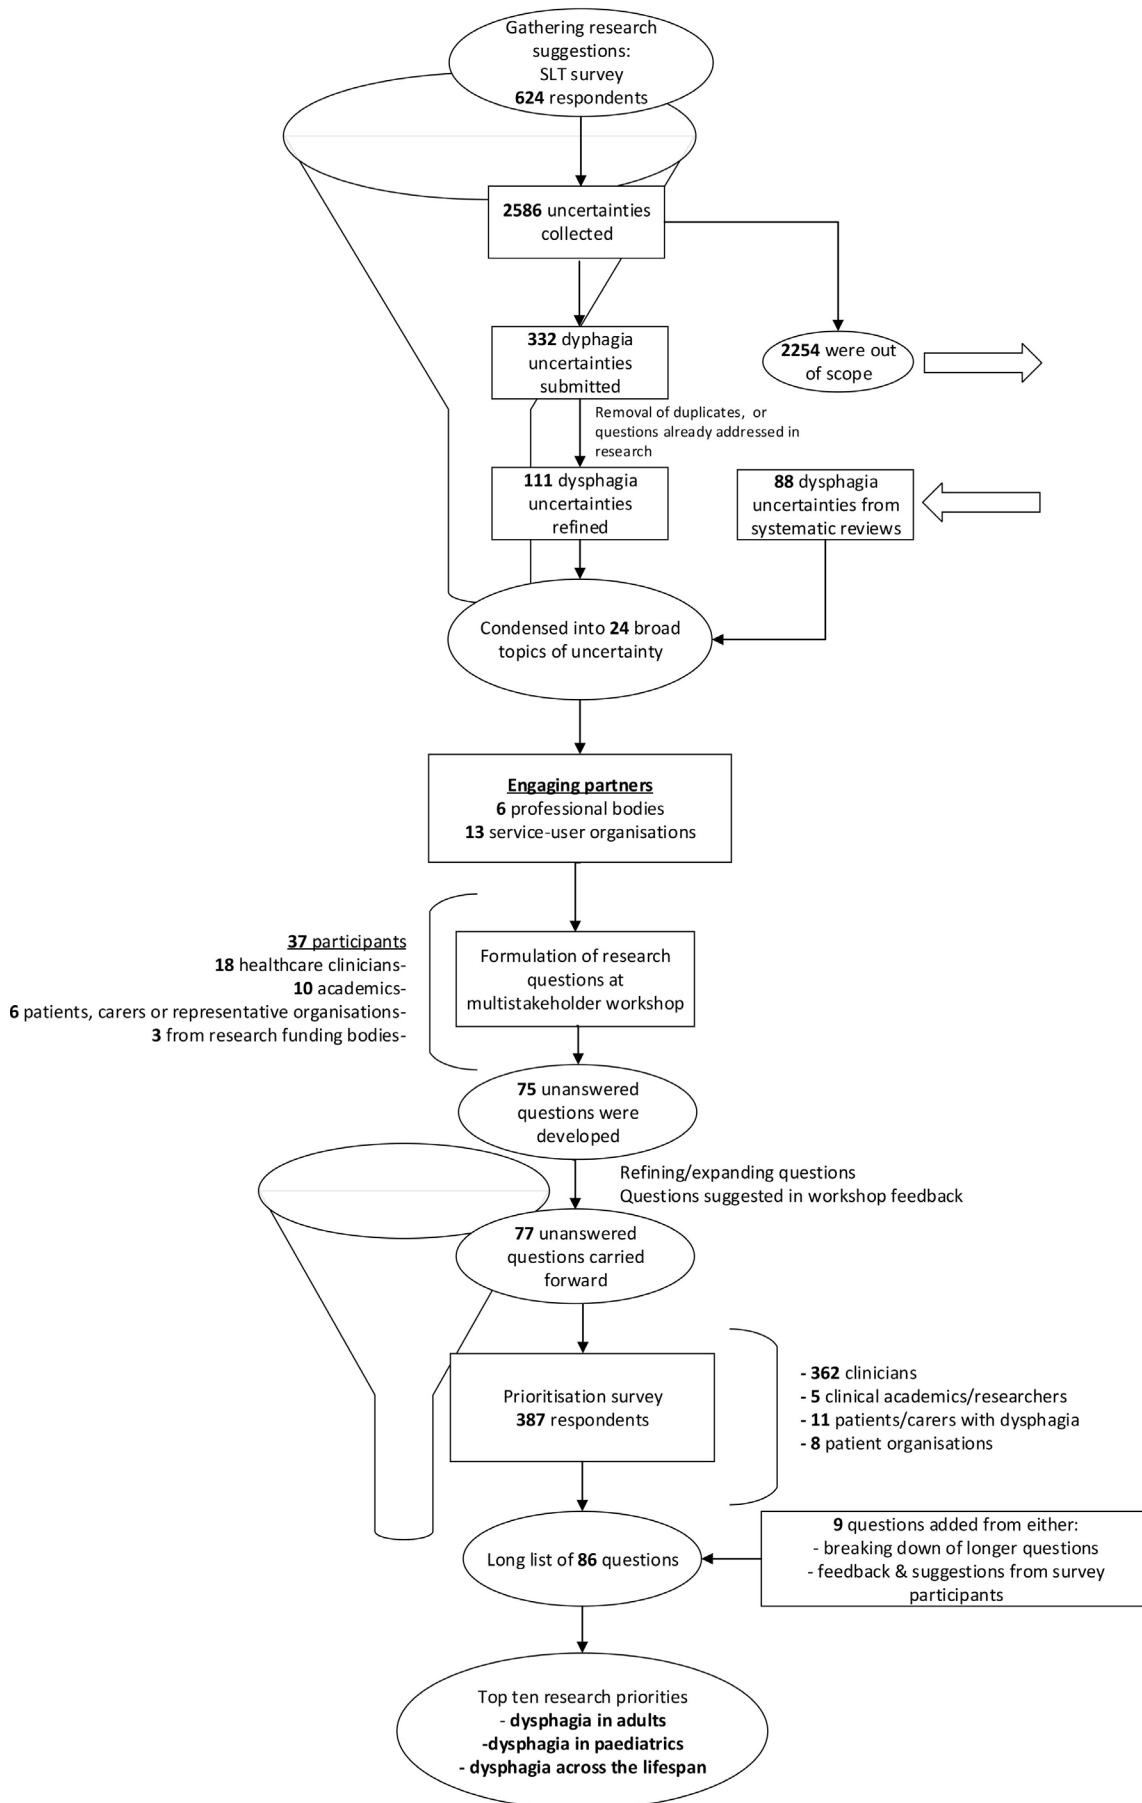 Gathering research
suggestions:
SLT survey
624 respondents
2586 uncertainties
collected
332 dyphagia
uncertainties
submitted
2254 were out
of scope
Removal of duplicates, or
questions already addressed in
research
111 dysphagia
uncertainties
refined
88 dysphagia
uncertainties from
systematic reviews
Condensed into 24 broad
topics of uncertainty
Engaging partners
6 professional bodies
13 service-user organisations
37 participants
18 healthcare clinicians-
10 academics-
6 patients, carers or representative organisations-
3 from research funding bodies-
Formulation of research
questions at
multistakeholder workshop
75 unanswered
questions were
developed
Refining/expanding questions
Questions suggested in workshop feedback
77 unanswered
questions carried
forward
Prioritisation survey
387 respondents
- 362 clinicians
- 5 clinical academics/researchers
- 11 patients/carers with dysphagia
- 8 patient organisations
Long list of 86 questions
9 questions added from either:
- breaking down of longer questions
- feedback & suggestions from survey
participants
Top ten research priorities
- dysphagia in adults
-dysphagia in paediatrics
- dysphagia across the lifespan